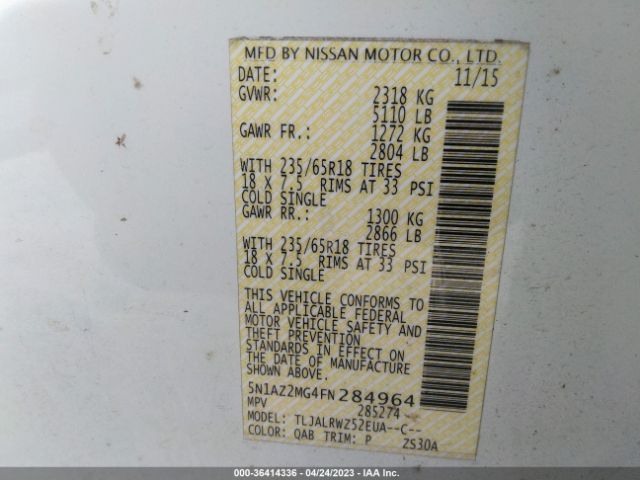 MFD BY NISSAN MOTOR CO., LTD.
DATE: 11/15
GVWR: 2318 KG
5110 LB
GAWR FR.: 1272 KG
2804 LB
WITH 235/65R18 TIRES
18 X 7.5 RIMS AT 33 PSI
COLD SINGLE
GAWR RR.: 1300 KG
2866 LB
WITH 235/65R18 TIRES
18 X 7.5 RIMS AT 33 PSI
COLD SINGLE
THIS VEHICLE CONFORMS TO
ALL APPLICABLE FEDERAL
MOTOR VEHICLE SAFETY AND
THEFT PREVENTION
STANDARDS IN EFFECT ON
THE DATE OF MANUFACTURE
SHOWN ABOVE.
5N1AZ2MG4FN284964
MPV 285274
MODEL: TLJALRWZ52EUA--C--
COLOR: QAB TRIM: P ZS30A
000-36414336 - 04/24/2023 - IAA Inc.